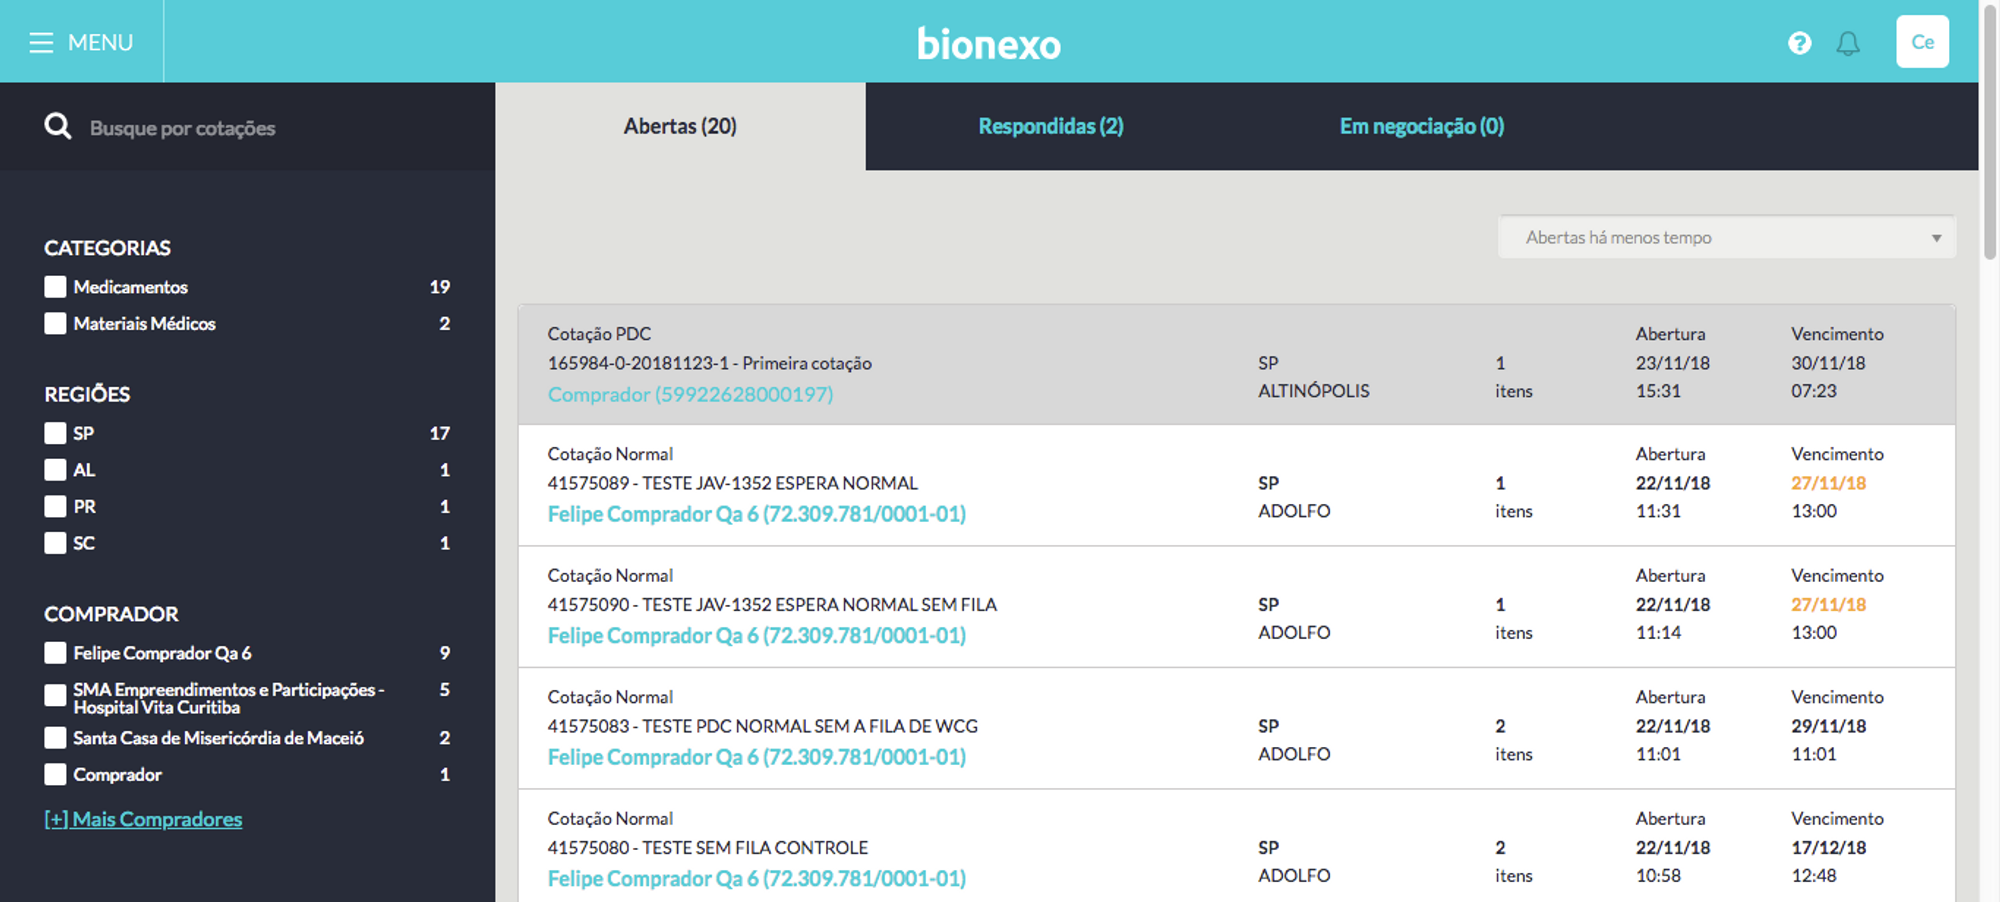 MENU
bionexo
?
Ce
Busque por cotações
Abertas (20)
Respondidas (2)
Em negociação (0)
CATEGORIAS
Medicamentos 19
Materiais Médicos 2
REGIÕES
SP 17
AL 1
PR 1
SC 1
COMPRADOR
Felipe Comprador Qa 6 9
SMA Empreendimentos e Participações - 5
Hospital Vita Curitiba
Santa Casa de Misericórdia de Maceió 2
Comprador 1
[+] Mais Compradores
Abertas há menos tempo
Cotação PDC Abertura Vencimento
165984-0-20181123-1 - Primeira cotação SP 1 23/11/18 30/11/18
Comprador (59922628000197) ALTINÓPOLIS itens 15:31 07:23
Cotação Normal Abertura Vencimento
41575089 - TESTE JAV-1352 ESPERA NORMAL SP 1 22/11/18 27/11/18
Felipe Comprador Qa 6 (72.309.781/0001-01) ADOLFO itens 11:31 13:00
Cotação Normal Abertura Vencimento
41575090 - TESTE JAV-1352 ESPERA NORMAL SEM FILA SP 1 22/11/18 27/11/18
Felipe Comprador Qa 6 (72.309.781/0001-01) ADOLFO itens 11:14 13:00
Cotação Normal Abertura Vencimento
41575083 - TESTE PDC NORMAL SEM A FILA DE WCG SP 2 22/11/18 29/11/18
Felipe Comprador Qa 6 (72.309.781/0001-01) ADOLFO itens 11:01 11:01
Cotação Normal Abertura Vencimento
41575080 - TESTE SEM FILA CONTROLE SP 2 22/11/18 17/12/18
Felipe Comprador Qa 6 (72.309.781/0001-01) ADOLFO itens 10:58 12:48